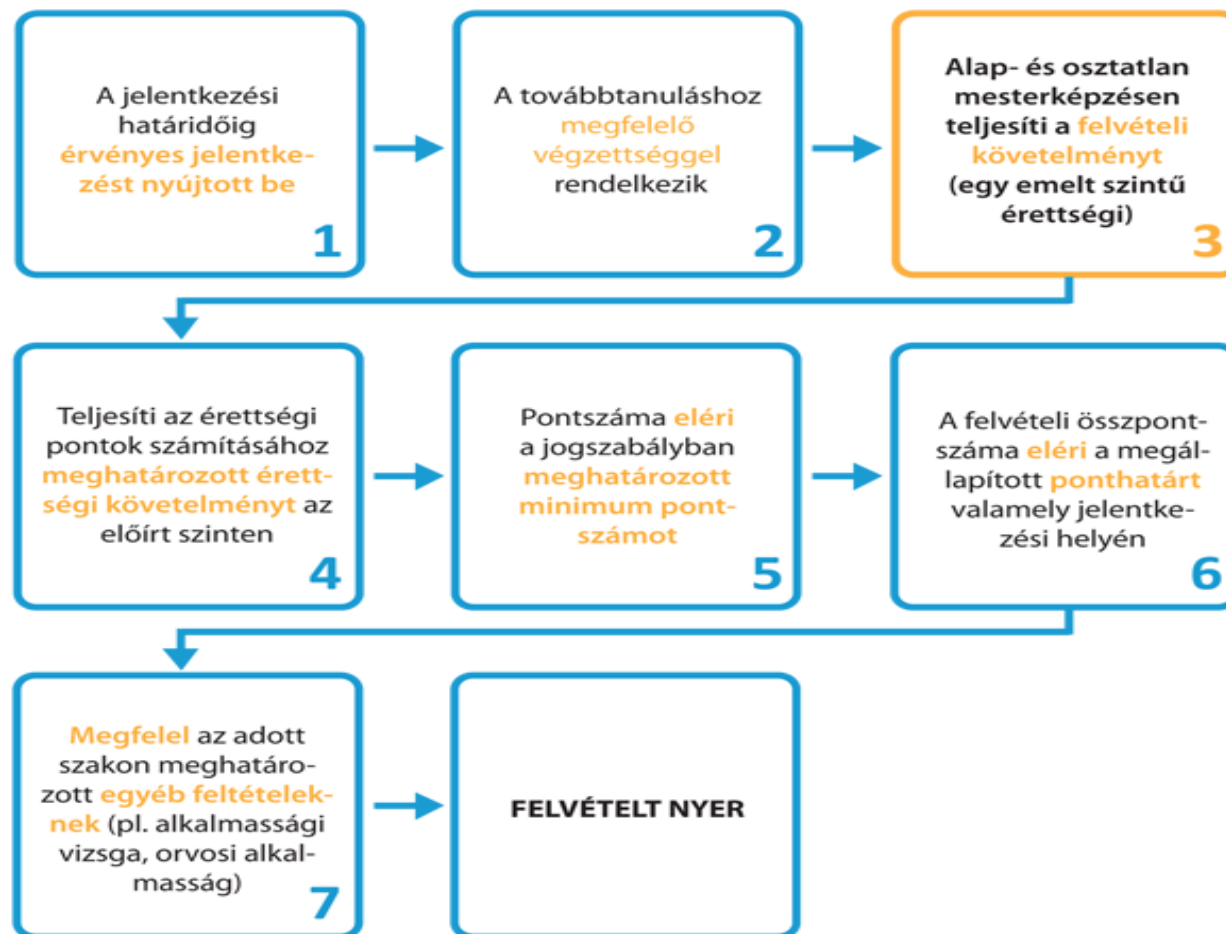 A jelentkezési
határidőig
érvényes jelentke-
zést nyújtott be
1
A továbbtanuláshoz
megfelelő
végzettséggel
rendelkezik
2
Alap- és osztatlan
mesterképzésen
teljesíti a felvételi
követelményt
(egy emelt szintű
érettségi)
3
Teljesíti az érettségi
pontok számításához
meghatározott érett-
ségi követelményt az
előírt szinten
4
Pontszáma eléri
a jogszabályban
meghatározott
minimum pont-
számot
5
A felvételi összpont-
száma eléri a megál-
lapított ponthatárt
valamely jelentke-
zési helyén
6
Megfelel az adott
szakon meghatáro-
zott egyéb feltételek-
nek (pl. alkalmassági
vizsga, orvosi alkal-
masság)
7
FELVÉTELT NYER